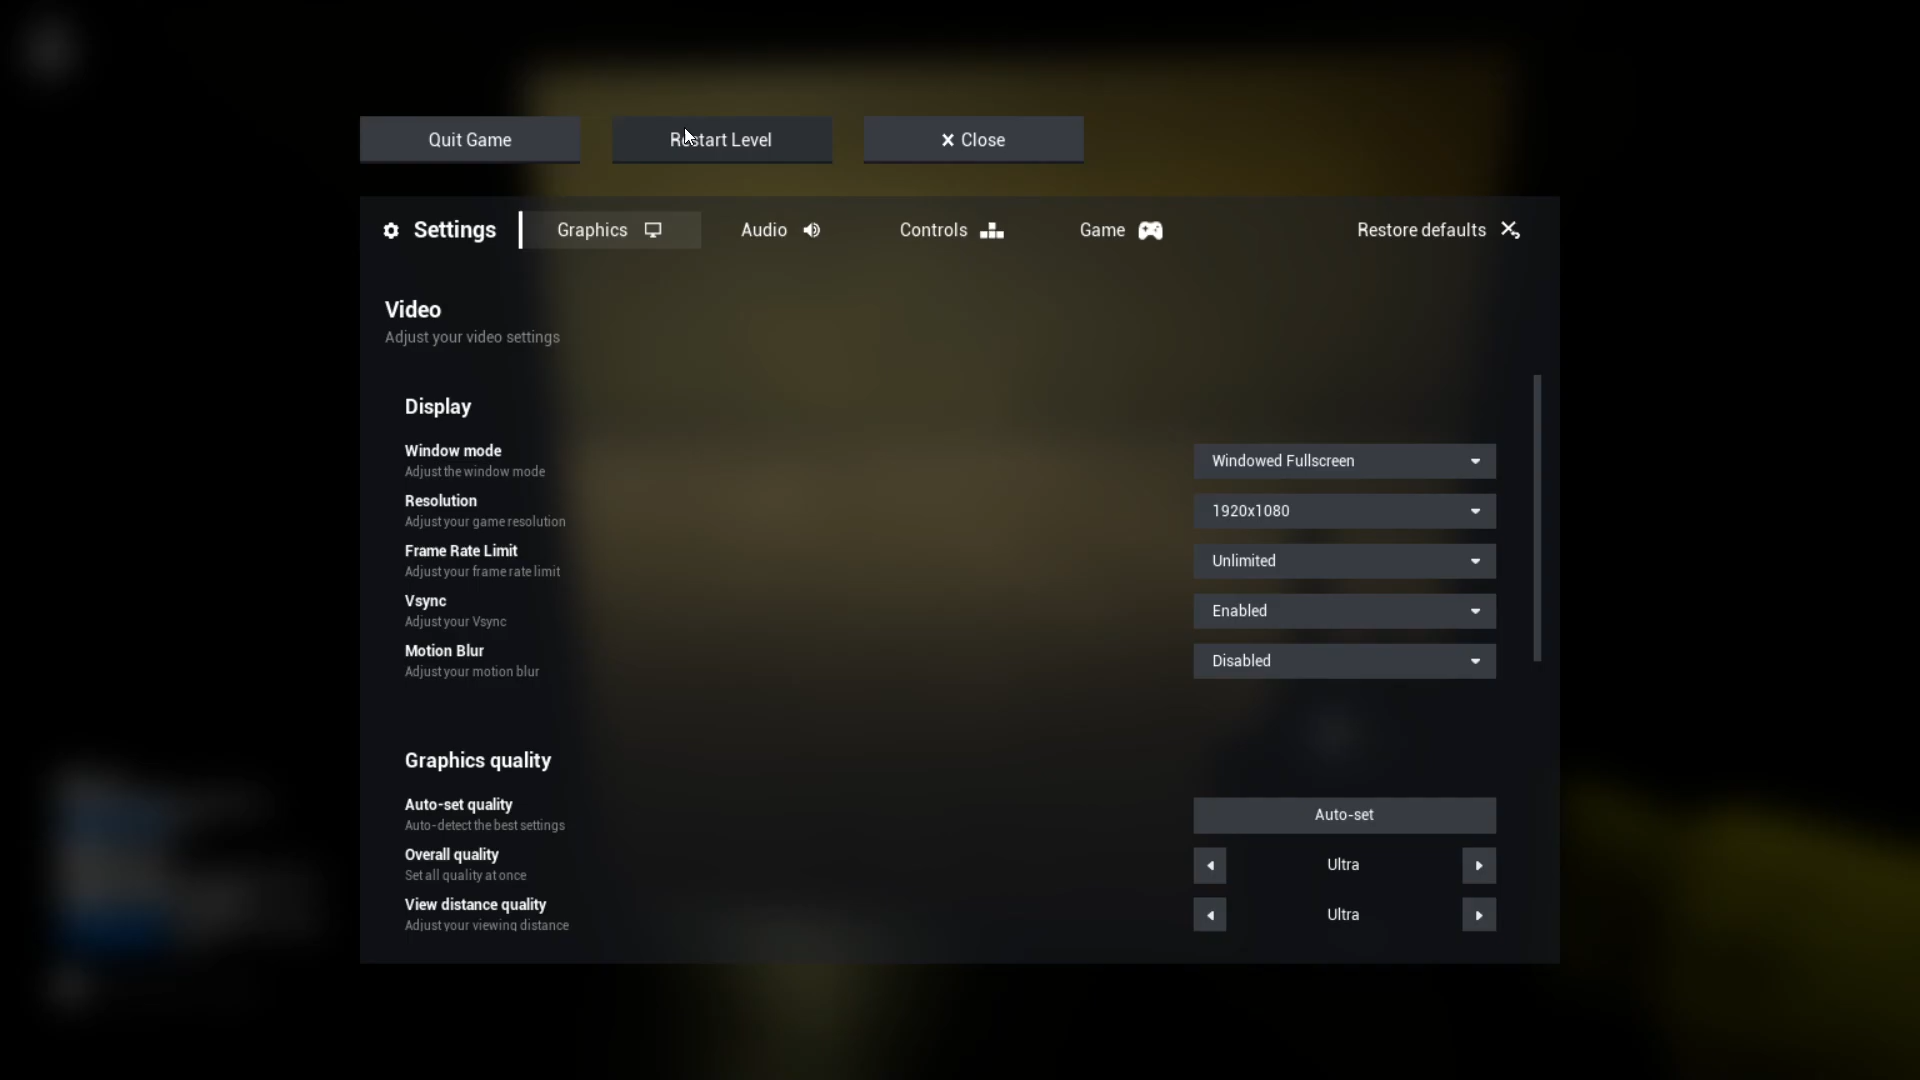 Quit Game
Restart Level
Close
Settings
Graphics
Audio
Controls
Game
Restore defaults
Video
Adjust your video settings
Display
Window mode
Windowed Fullscreen
Adjust the window mode
Resolution
1920x1080
Adjust your game resolution
Frame Rate Limit
Unlimited
Adjust your frame rate limit
Vsync
Enabled
Adjust your Vsync
Motion Blur
Disabled
Adjust your motion blur
Graphics quality
Auto-set quality
Auto-set
Auto-detect the best settings
Overall quality
Ultra
Set all quality at once
View distance quality
Ultra
Adjust your viewing distance